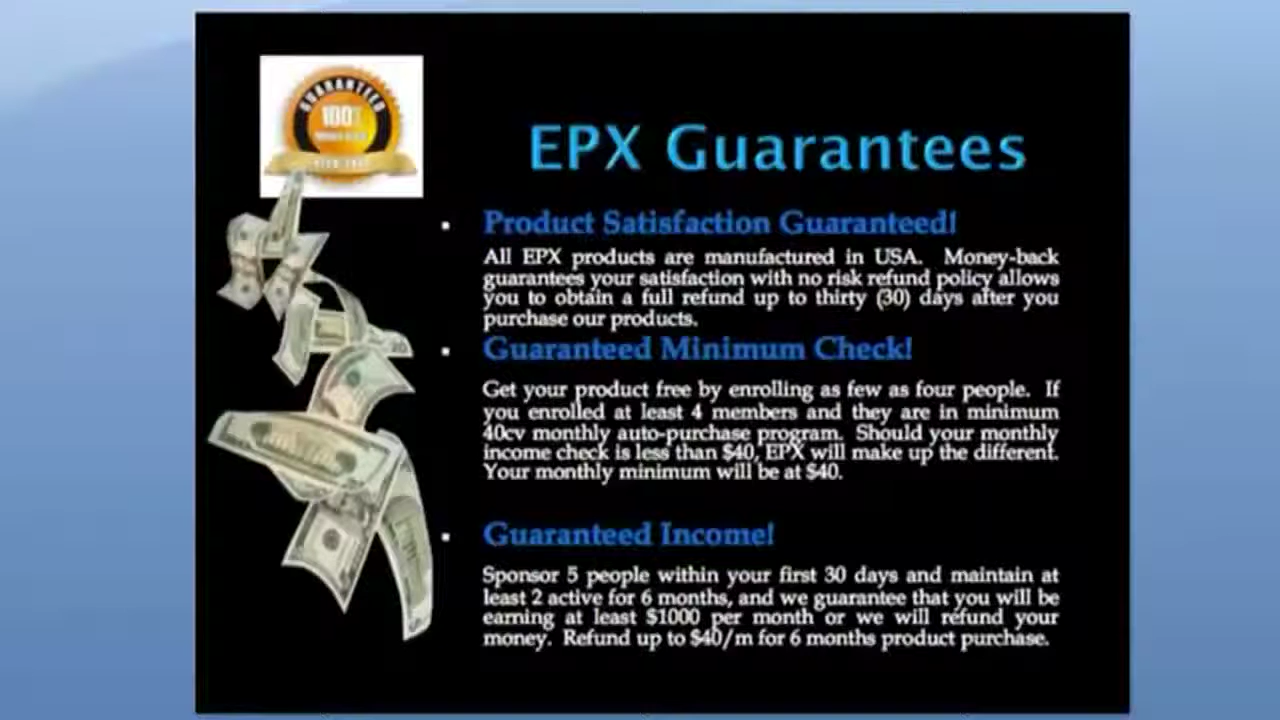 GUARANTEED
100%
EPX Guarantees
Product Satisfaction Guaranteed!
All EPX products are manufactured in USA. Money-back
guarantees your satisfaction with no risk refund policy allows
you to obtain a full refund up to thirty (30) days after you
purchase our products.
Guaranteed Minimum Check!
Get your product free by enrolling as few as four people. If
you enrolled at least 4 members and they are in minimum
40cv monthly auto-purchase program. Should your monthly
income check is less than $40, EPX will make up the different.
Your monthly minimum will be at $40.
Guaranteed Income!
Sponsor 5 people within your first 30 days and maintain at
least 2 active for 6 months, and we guarantee that you will be
earning at least $1000 per month or we will refund your
money. Refund up to $40/m for 6 months product purchase.